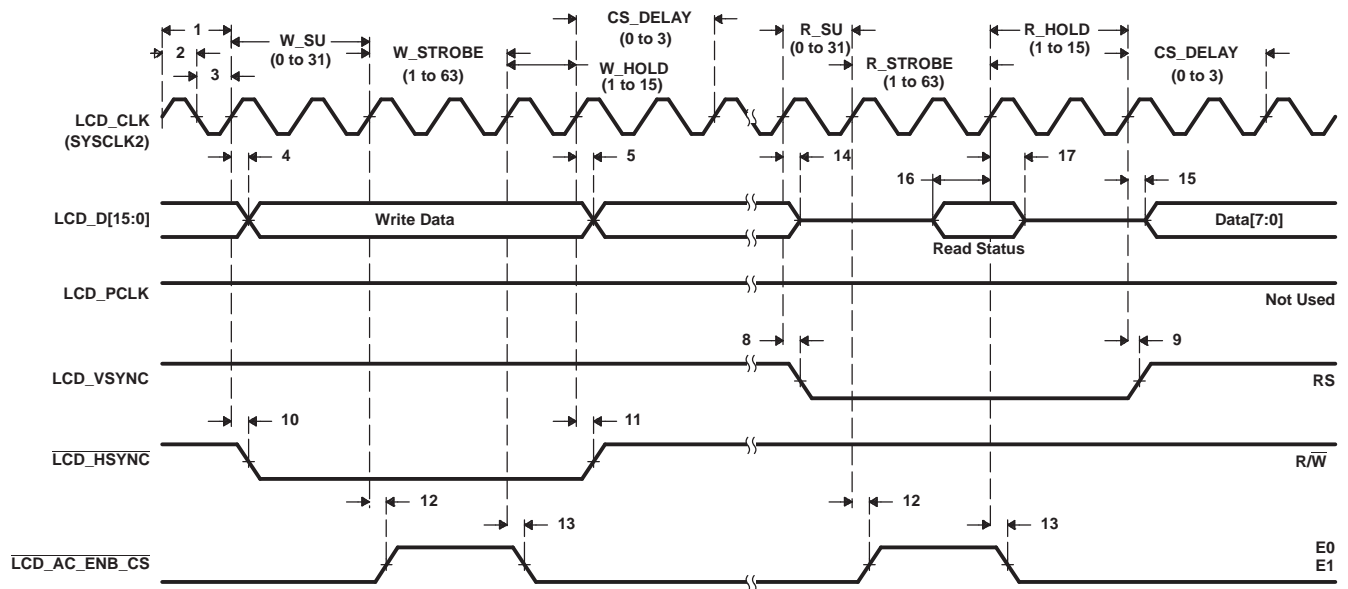 1
CS_DELAY
(0 to 3)
R_SU
(0 to 31)
R_HOLD
(1 to 15)
2
W_SU
(0 to 31)
W_STROBE
(1 to 63)
CS_DELAY
(0 to 3)
3
W_HOLD
(1 to 15)
R_STROBE
(1 to 63)
LCD_CLK
(SYSCLK2)
4
5
14
17
16
15
LCD_D[15:0]
Write Data
Data[7:0]
Read Status
LCD_PCLK
Not Used
8
9
LCD_VSYNC
RS
10
11
LCD_HSYNC
R/W
12
12
13
13
LCD_AC_ENB_CS
E0
E1